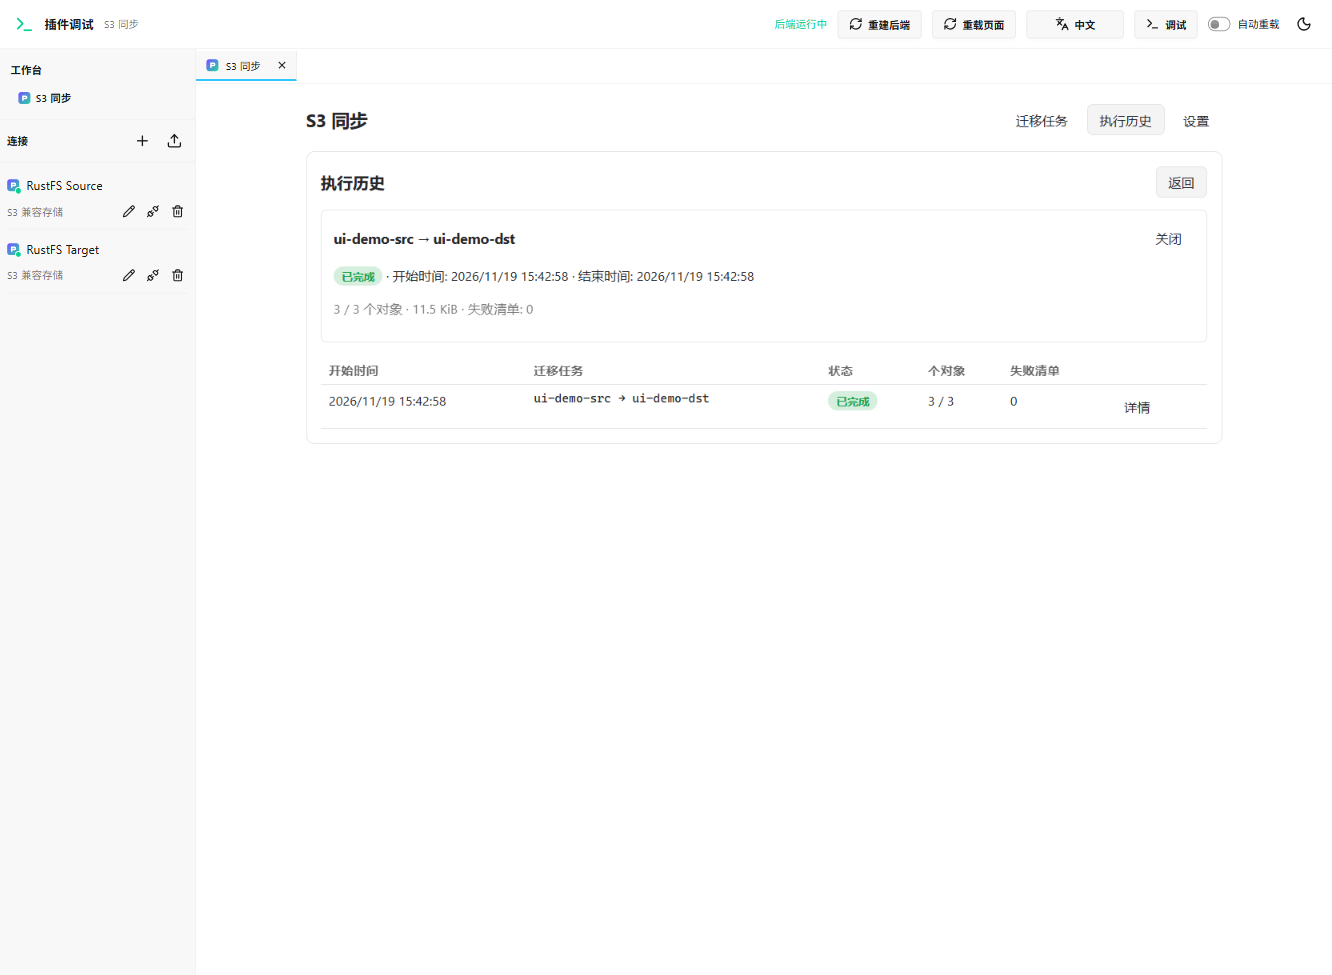 插件调试 S3 同步 后端运行中 重建后端 重载页面 中文 调试 自动重载
工作台
S3 同步
连接
RustFS Source
S3 兼容存储
RustFS Target
S3 兼容存储
S3 同步
S3 同步 迁移任务 执行历史 设置
执行历史 返回
ui-demo-src → ui-demo-dst 关闭
已完成 · 开始时间: 2026/11/19 15:42:58 · 结束时间: 2026/11/19 15:42:58
3 / 3 个对象 · 11.5 KiB · 失败清单: 0
开始时间 迁移任务 状态 个对象 失败清单
2026/11/19 15:42:58 ui-demo-src → ui-demo-dst 已完成 3 / 3 0 详情